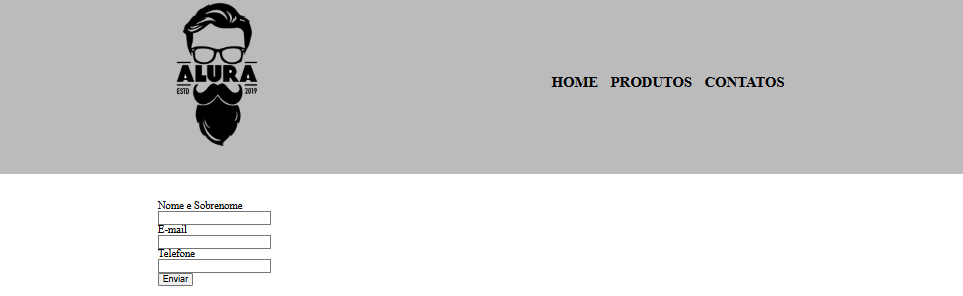 ALURA
ESTD 2019
HOME PRODUTOS CONTATOS
Nome e Sobrenome
E-mail
Telefone
Enviar